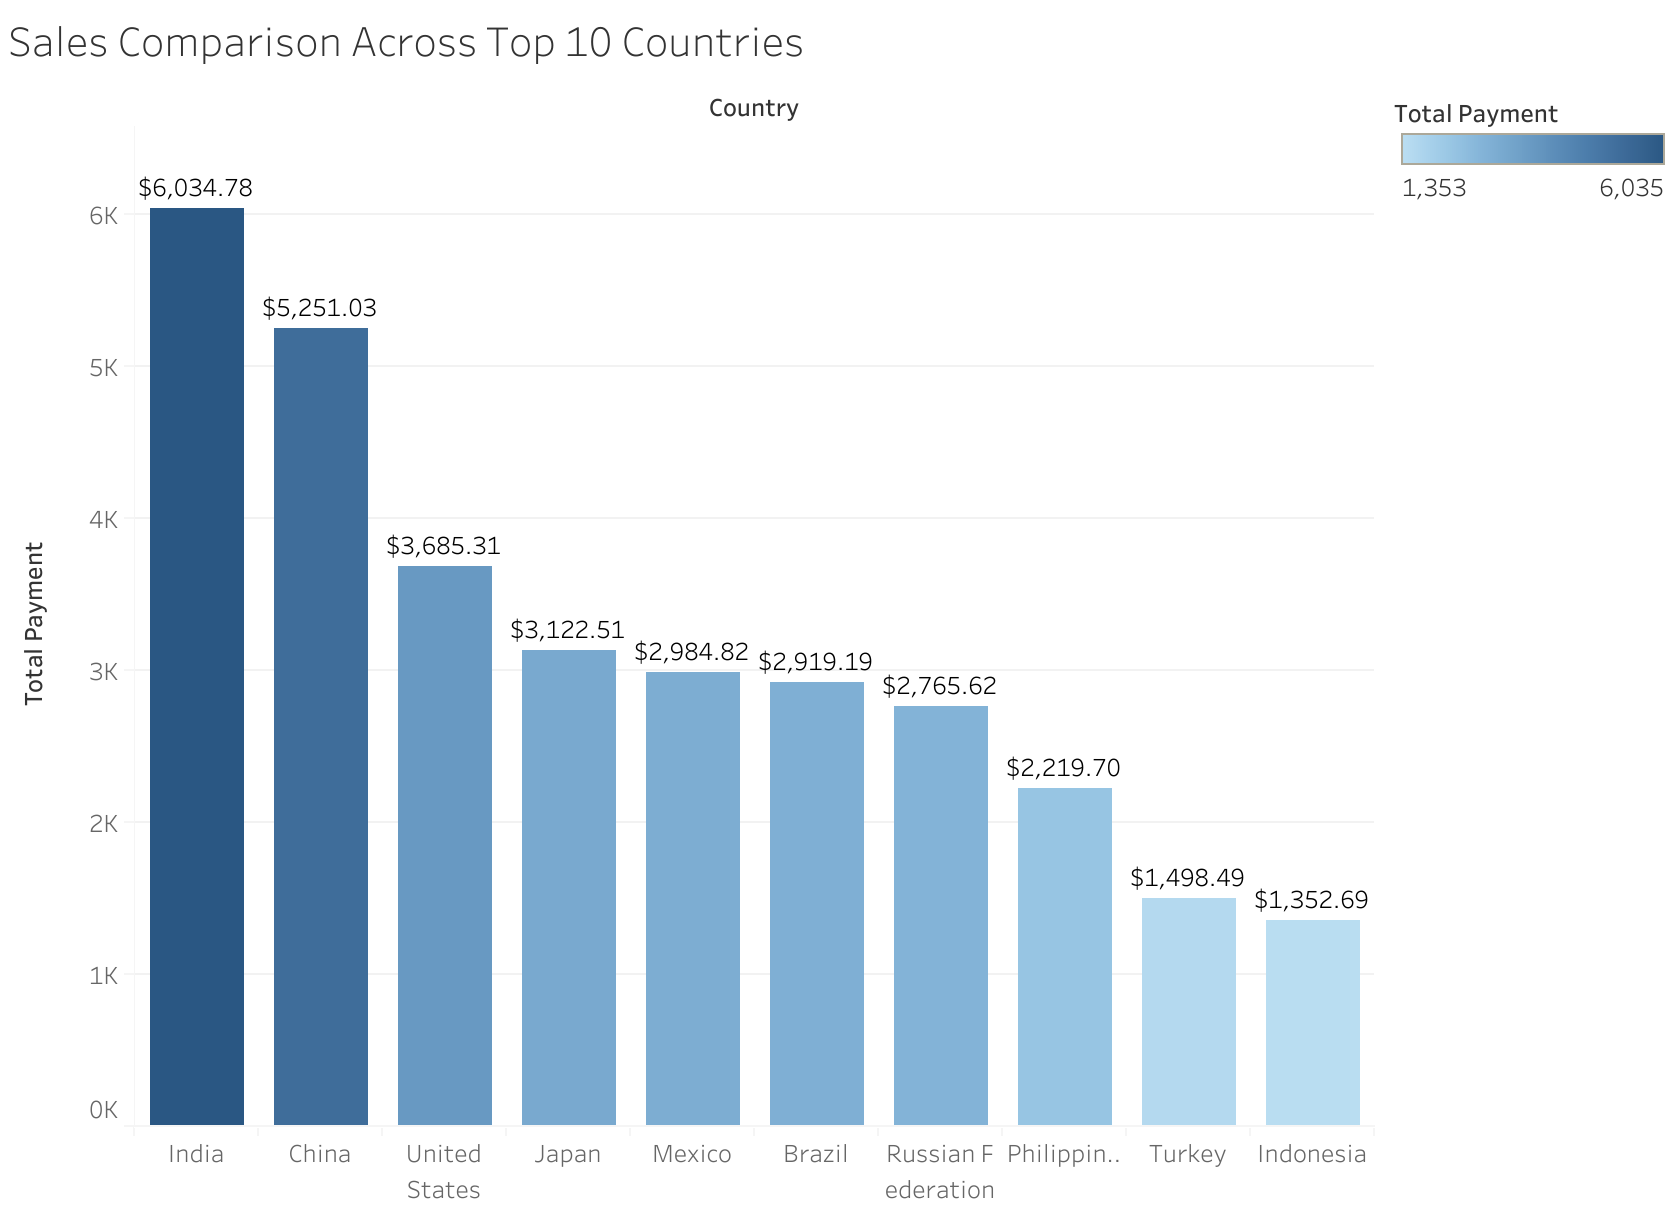 Sales Comparison Across Top 10 Countries
Country
Total Payment
1,353 6,035
$6,034.78
$5,251.03
$3,685.31
$3,122.51
$2,984.82
$2,919.19
$2,765.62
$2,219.70
$1,498.49
$1,352.69
6K
5K
4K
3K
2K
1K
0K
Total Payment
India
China
United
States
Japan
Mexico
Brazil
Russian F
ederation
Philippin..
Turkey
Indonesia